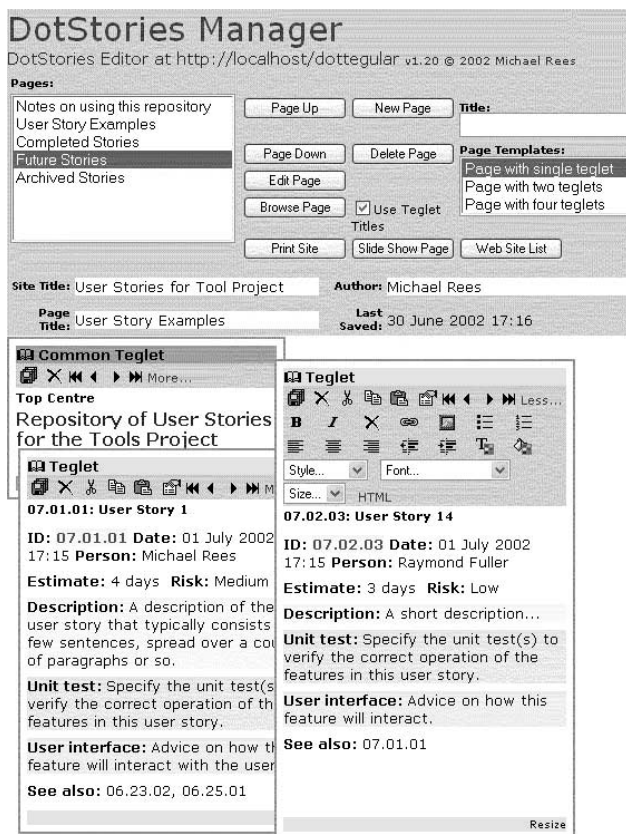 DotStories Manager
DotStories Editor at http://localhost/dottegular v1.20 © 2002 Michael Rees
Pages:
Notes on using this repository
User Story Examples
Completed Stories
Future Stories
Archived Stories
Page Up
New Page
Title:
Page Down
Delete Page
Page Templates:
Page with single teglet
Page with two teglets
Page with four teglets
Edit Page
Browse Page
Use Teglet
Titles
Print Site
Slide Show Page
Web Site List
Site Title: User Stories for Tool Project
Author: Michael Rees
Page
Title: User Story Examples
Last
Saved: 30 June 2002 17:16
Common Teglet
More...
Top Centre
Repository of User Stories
for the Tools Project
Teglet
M
07.01.01: User Story 1
ID: 07.01.01 Date: 01 July 2002
17:15 Person: Michael Rees
Estimate: 4 days Risk: Medium
Description: A description of the
user story that typically consists
few sentences, spread over a cou
of paragraphs or so.
Unit test: Specify the unit test(s
verify the correct operation of th
features in this user story.
User interface: Advice on how th
feature will interact with the user
See also: 06.23.02, 06.25.01
Teglet
Less...
B I
Style...
Font...
Size...
HTML
07.02.03: User Story 14
ID: 07.02.03 Date: 01 July 2002
17:15 Person: Raymond Fuller
Estimate: 3 days Risk: Low
Description: A short description...
Unit test: Specify the unit test(s) to
verify the correct operation of the
features in this user story.
User interface: Advice on how this
feature will interact.
See also: 07.01.01
Resize